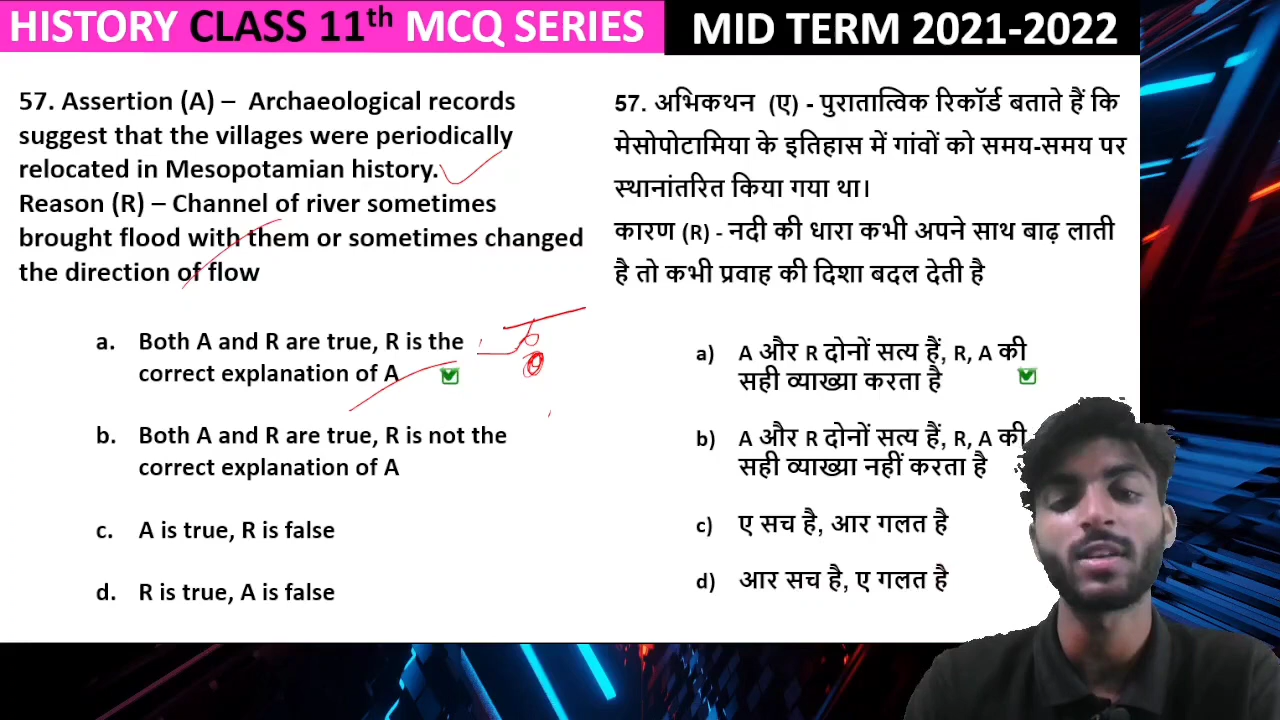 HISTORY CLASS 11th MCQ SERIES
MID TERM 2021-2022
57. Assertion (A) – Archaeological records
suggest that the villages were periodically
relocated in Mesopotamian history.
Reason (R) – Channel of river sometimes
brought flood with them or sometimes changed
the direction of flow
a. Both A and R are true, R is the
correct explanation of A
b. Both A and R are true, R is not the
correct explanation of A
c. A is true, R is false
d. R is true, A is false
57. अभिकथन (ए) - पुरातात्विक रिकॉर्ड बताते हैं कि
मेसोपोटामिया के इतिहास में गांवों को समय-समय पर
स्थानांतरित किया गया था।
कारण (R) - नदी की धारा कभी अपने साथ बाढ़ लाती
है तो कभी प्रवाह की दिशा बदल देती है
a) A और R दोनों सत्य हैं, R, A की
सही व्याख्या करता है
b) A और R दोनों सत्य हैं, R, A की
सही व्याख्या नहीं करता है
c) ए सच है, आर गलत है
d) आर सच है, ए गलत है